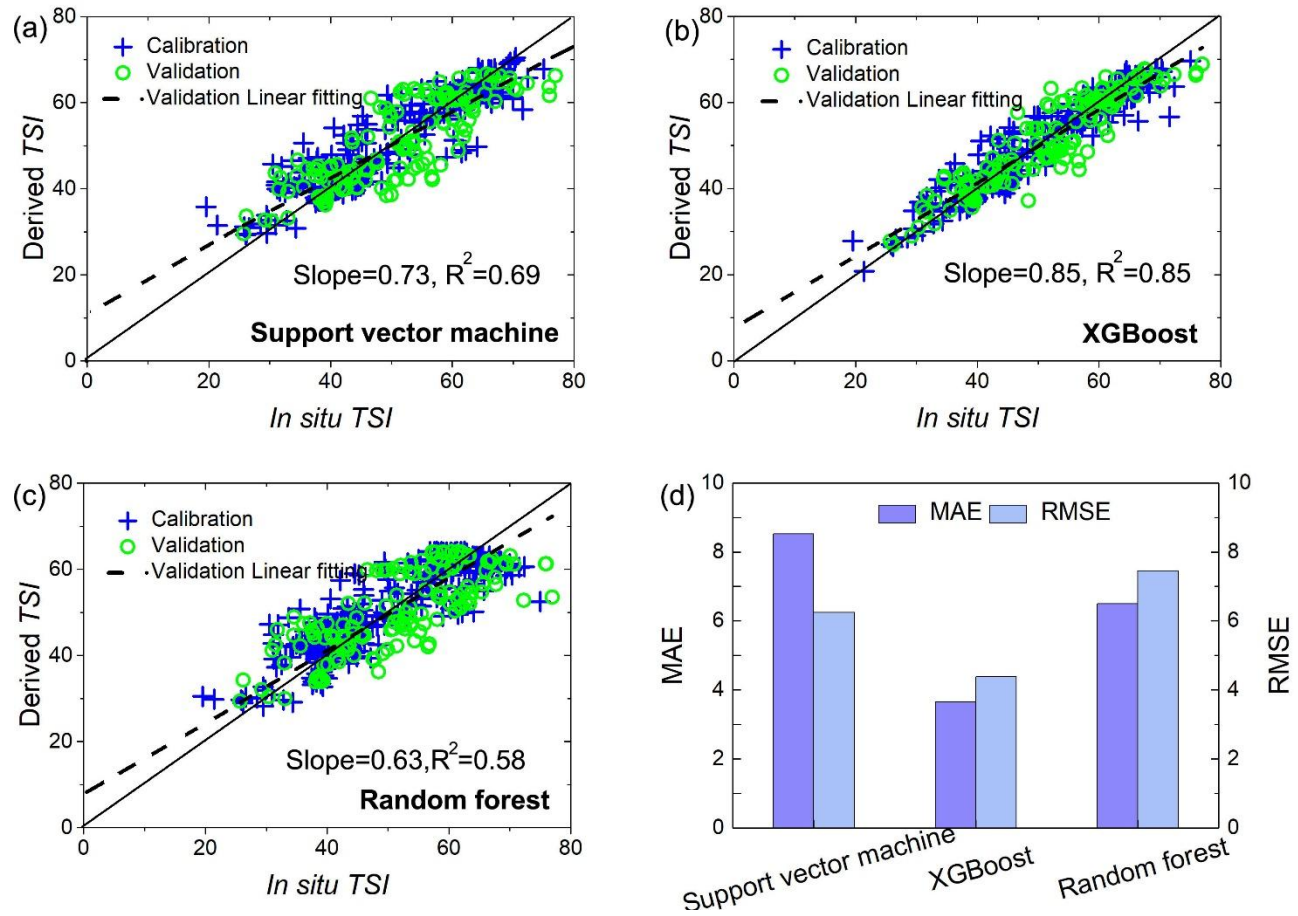 (a)
80
60
40
20
0
Derived TSI
Calibration
Validation
Validation Linear fitting
Slope=0.73, R²=0.69
Support vector machine
0 20 40 60 80
In situ TSI
(b)
80
60
40
20
0
Derived TSI
Calibration
Validation
Validation Linear fitting
Slope=0.85, R²=0.85
XGBoost
0 20 40 60 80
In situ TSI
(c)
80
60
40
20
0
Derived TSI
Calibration
Validation
Validation Linear fitting
Slope=0.63,R²=0.58
Random forest
0 20 40 60 80
In situ TSI
(d)
10
8
6
4
2
0
MAE
MAE RMSE
10
8
6
4
2
0
RMSE
Support vector machine
XGBoost
Random forest